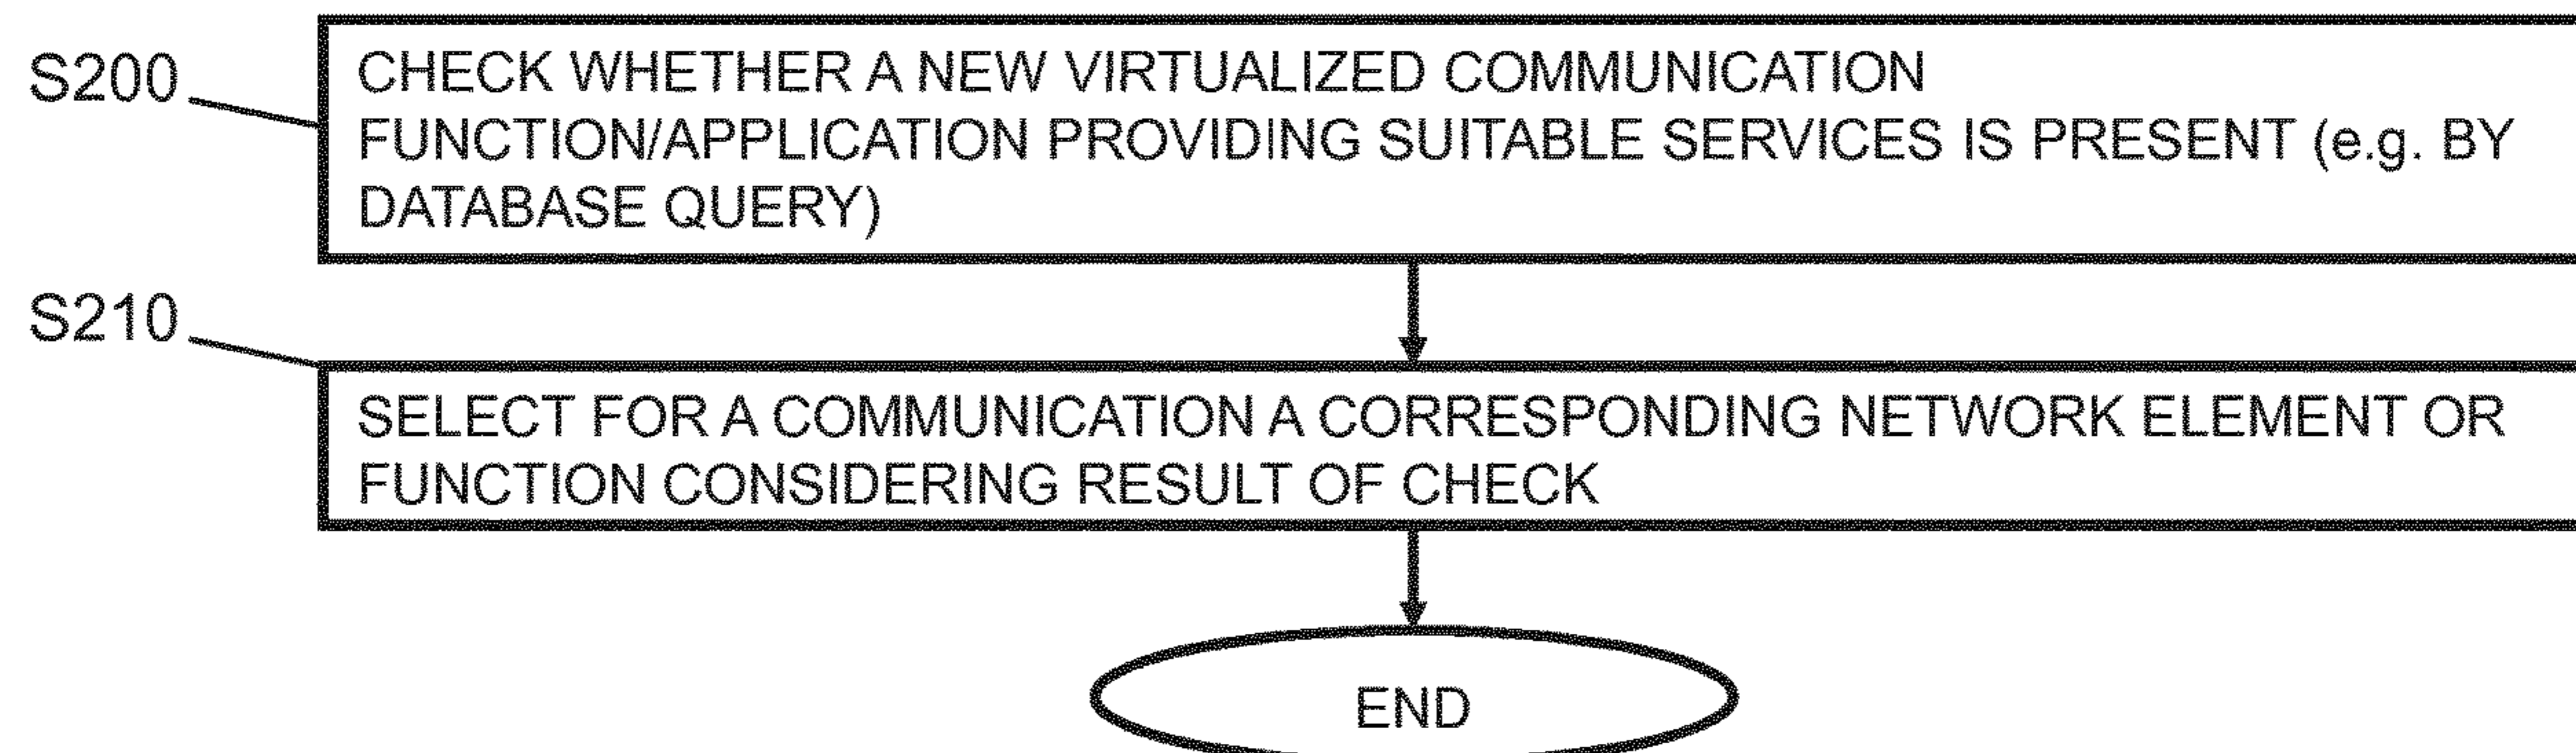 S200
CHECK WHETHER A NEW VIRTUALIZED COMMUNICATION
FUNCTION/APPLICATION PROVIDING SUITABLE SERVICES IS PRESENT (e.g. BY
DATABASE QUERY)
S210
SELECT FOR A COMMUNICATION A CORRESPONDING NETWORK ELEMENT OR
FUNCTION CONSIDERING RESULT OF CHECK
END